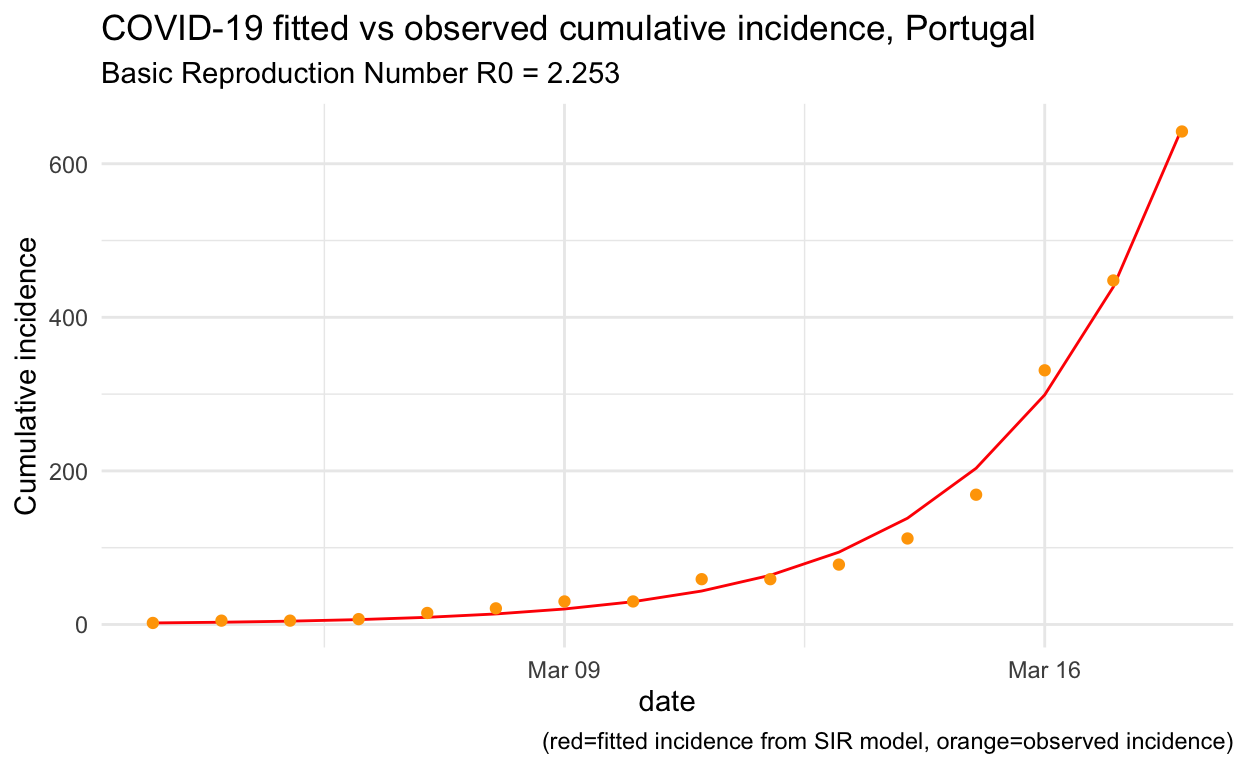 COVID-19 fitted vs observed cumulative incidence, Portugal
Basic Reproduction Number R0 = 2.253
Cumulative incidence
600
400
200
0
Mar 09
Mar 16
date
(red=fitted incidence from SIR model, orange=observed incidence)